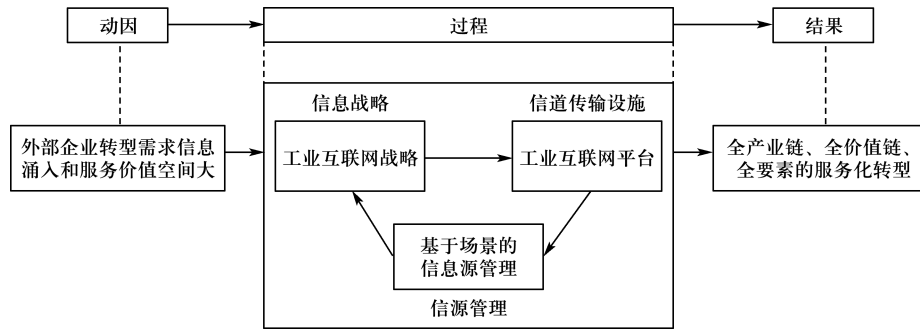 动因
过程
结果
信息战略
信道传输设施
外部企业转型需求信息
涌入和服务价值空间大
工业互联网战略
工业互联网平台
全产业链、全价值链、
全要素的服务化转型
基于场景的
信息源管理
信源管理